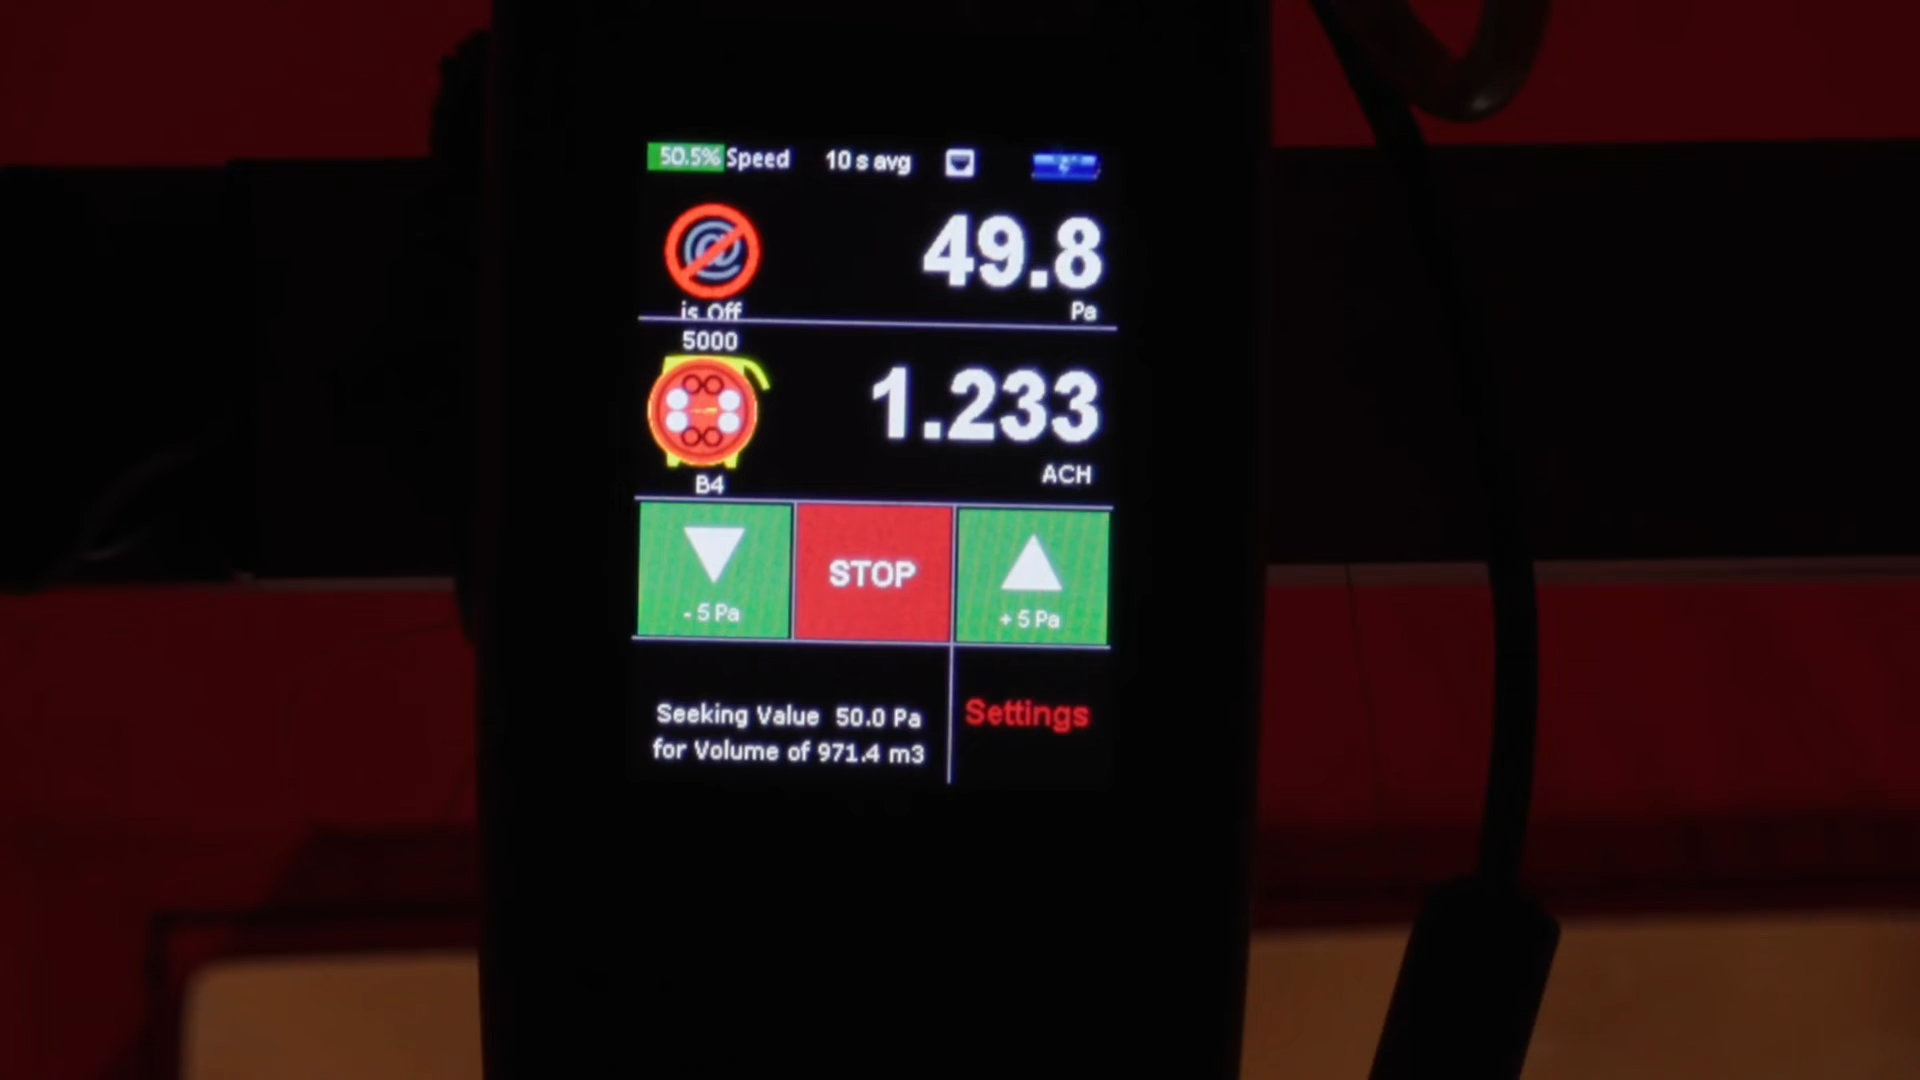 50.5% Speed 10 s avg
49.8
is Off
Pa
5000
1.233
B4
ACH
- 5 Pa
STOP
+ 5 Pa
Seeking Value 50.0 Pa
for Volume of 971.4 m3
Settings